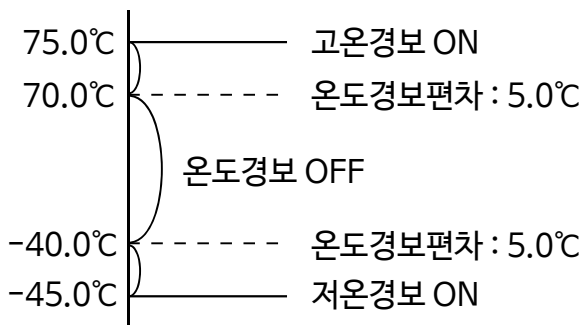 75.0℃ 고온경보 ON
70.0℃ 온도경보편차 : 5.0℃
온도경보 OFF
-40.0℃ 온도경보편차 : 5.0℃
-45.0℃ 저온경보 ON